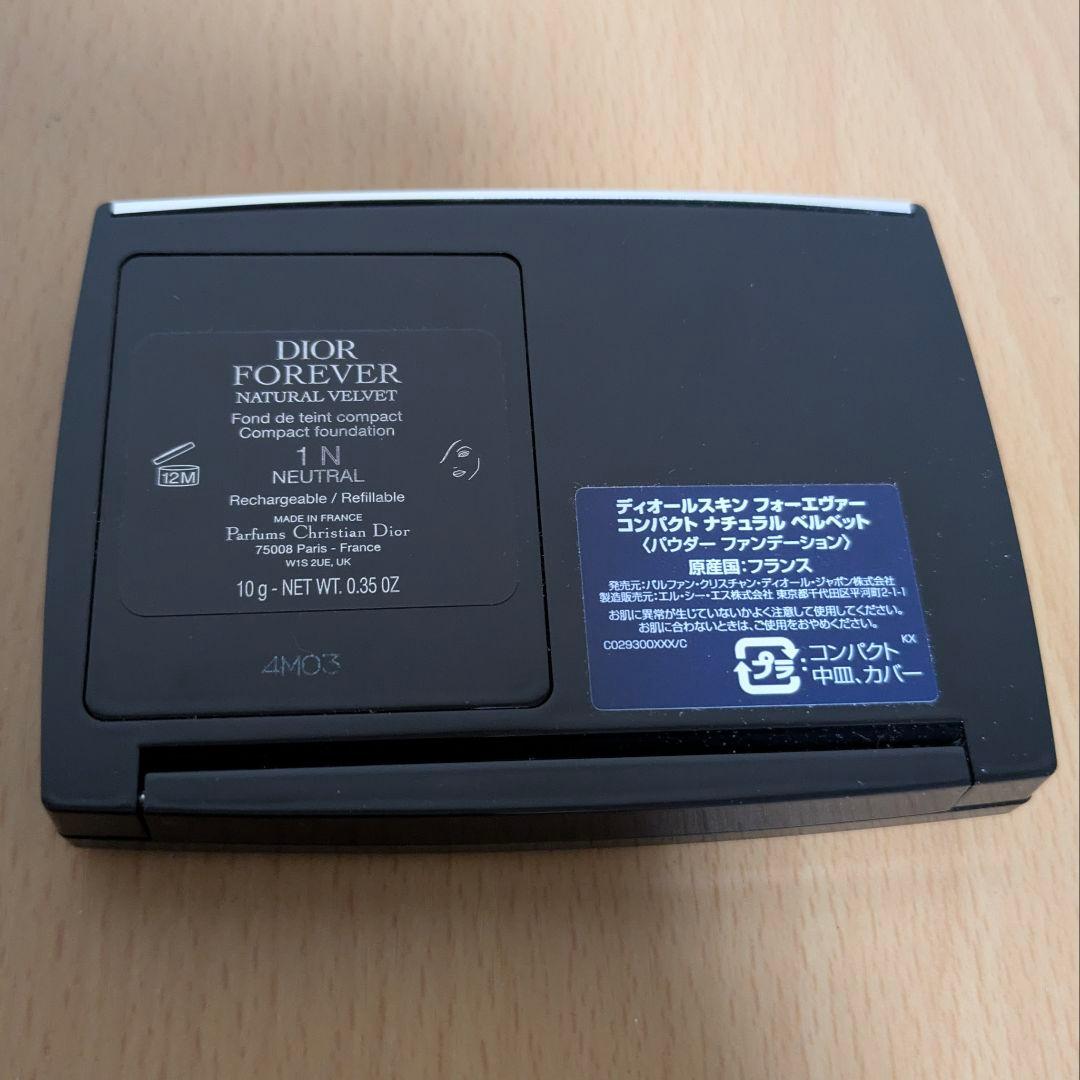 DIOR
FOREVER
NATURAL VELVET
Fond de teint compact
Compact foundation
12M
1 N
NEUTRAL
Rechargeable / Refillable
MADE IN FRANCE
Parfums Christian Dior
75008 Paris - France
W1S 2UE, UK
10 g - NET WT. 0.35 OZ
4M03
ディオールスキン フォーエヴァー
コンパクト ナチュラル ベルベット
〈パウダー ファンデーション〉
原産国:フランス
発売元:パルファン・クリスチャン・ディオール・ジャポン株式会社
製造販売元:エル・シー・エス株式会社 東京都千代田区平河町2-1-1
お肌に異常が生じていないかよく注意して使用してください。
お肌に合わないときは、ご使用をおやめください。
C029300XXX/C
KX
プラ:コンパクト
中皿、カバー